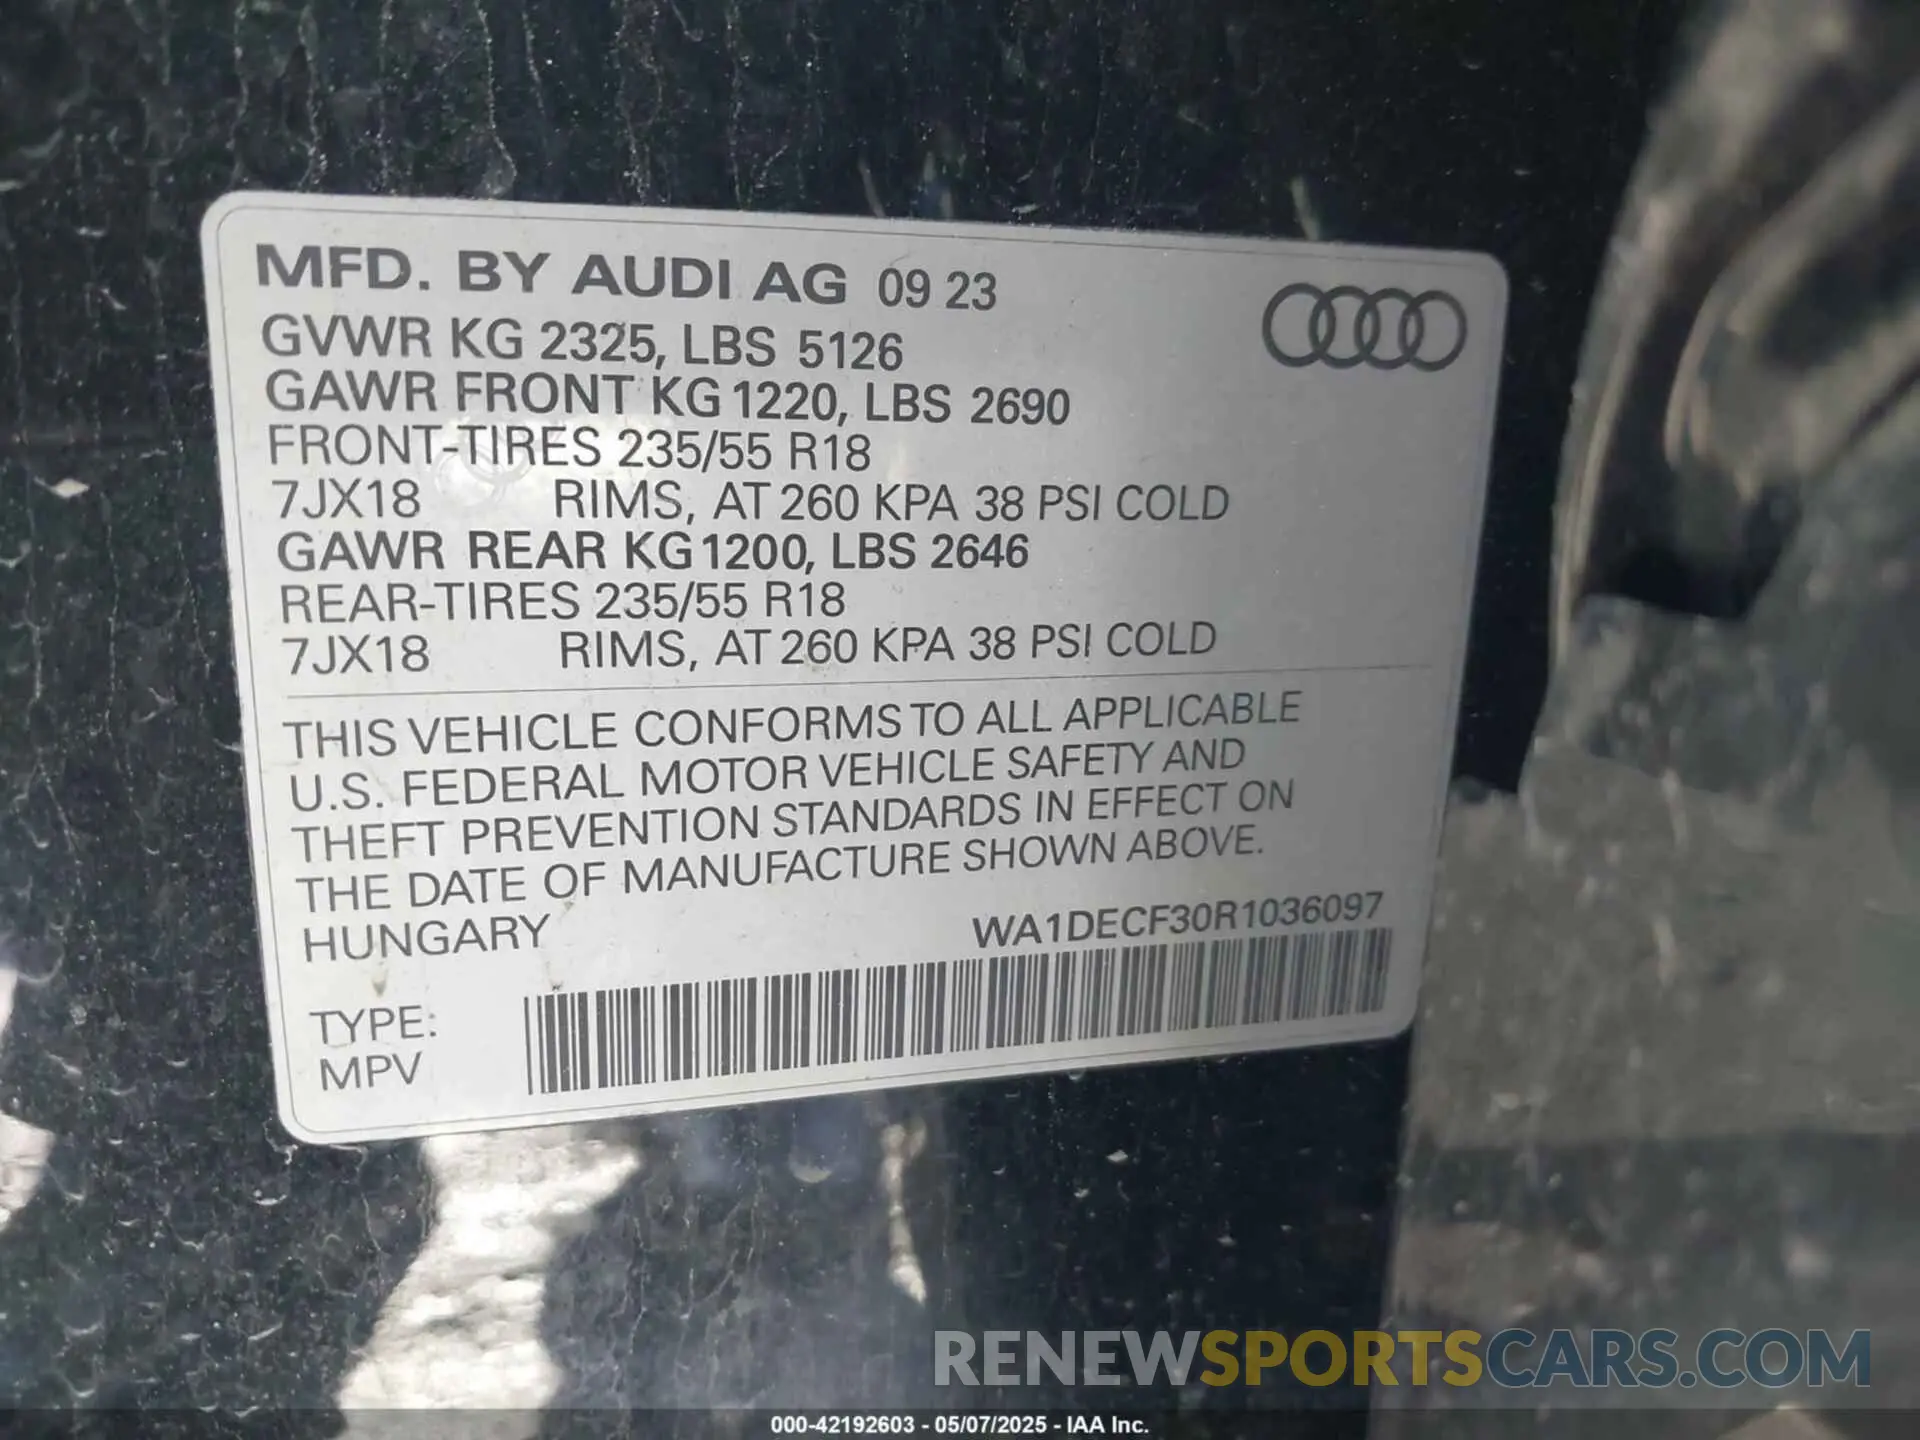 MFD. BY AUDI AG 09 23
GVWR KG 2325, LBS 5126
GAWR FRONT KG 1220, LBS 2690
FRONT-TIRES 235/55 R18
7JX18 RIMS, AT 260 KPA 38 PSI COLD
GAWR REAR KG 1200, LBS 2646
REAR-TIRES 235/55 R18
7JX18 RIMS, AT 260 KPA 38 PSI COLD
THIS VEHICLE CONFORMS TO ALL APPLICABLE
U.S. FEDERAL MOTOR VEHICLE SAFETY AND
THEFT PREVENTION STANDARDS IN EFFECT ON
THE DATE OF MANUFACTURE SHOWN ABOVE.
HUNGARY WA1DECF30R1036097
TYPE:
MPV
RENEWSPORTSCARS.COM
000-42192603 - 05/07/2025 - IAA Inc.